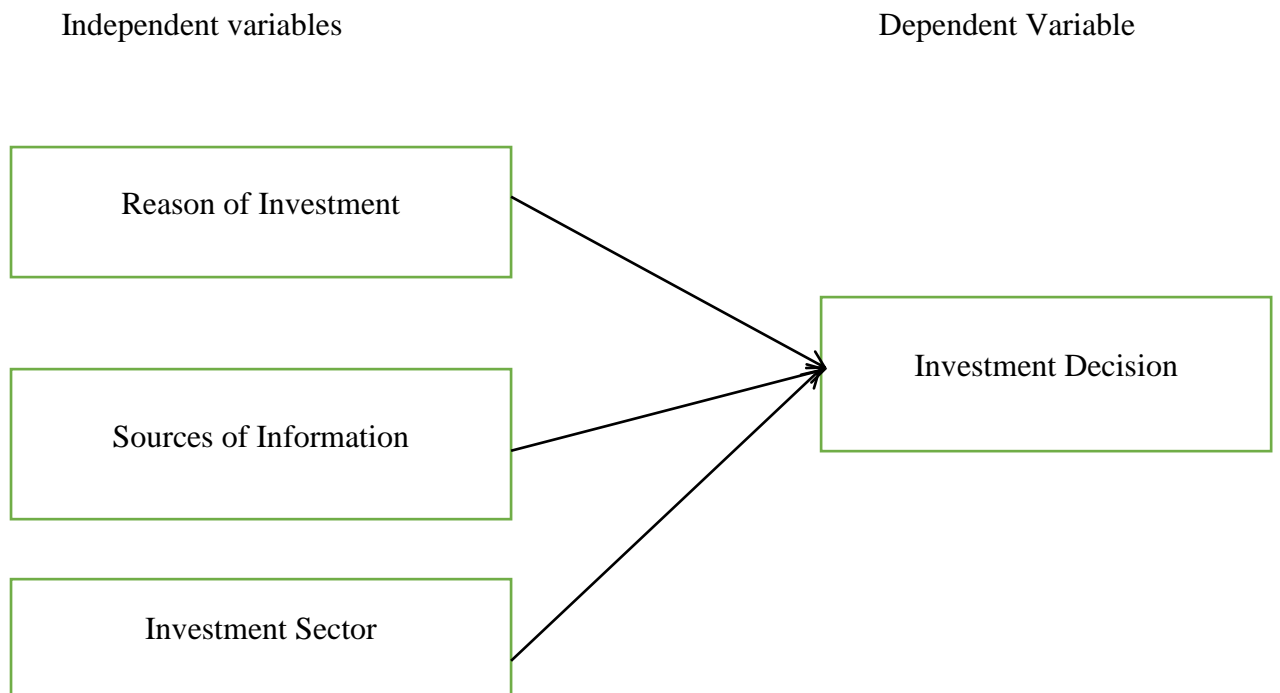 Independent variables
Dependent Variable
Reason of Investment
Investment Decision
Sources of Information
Investment Sector